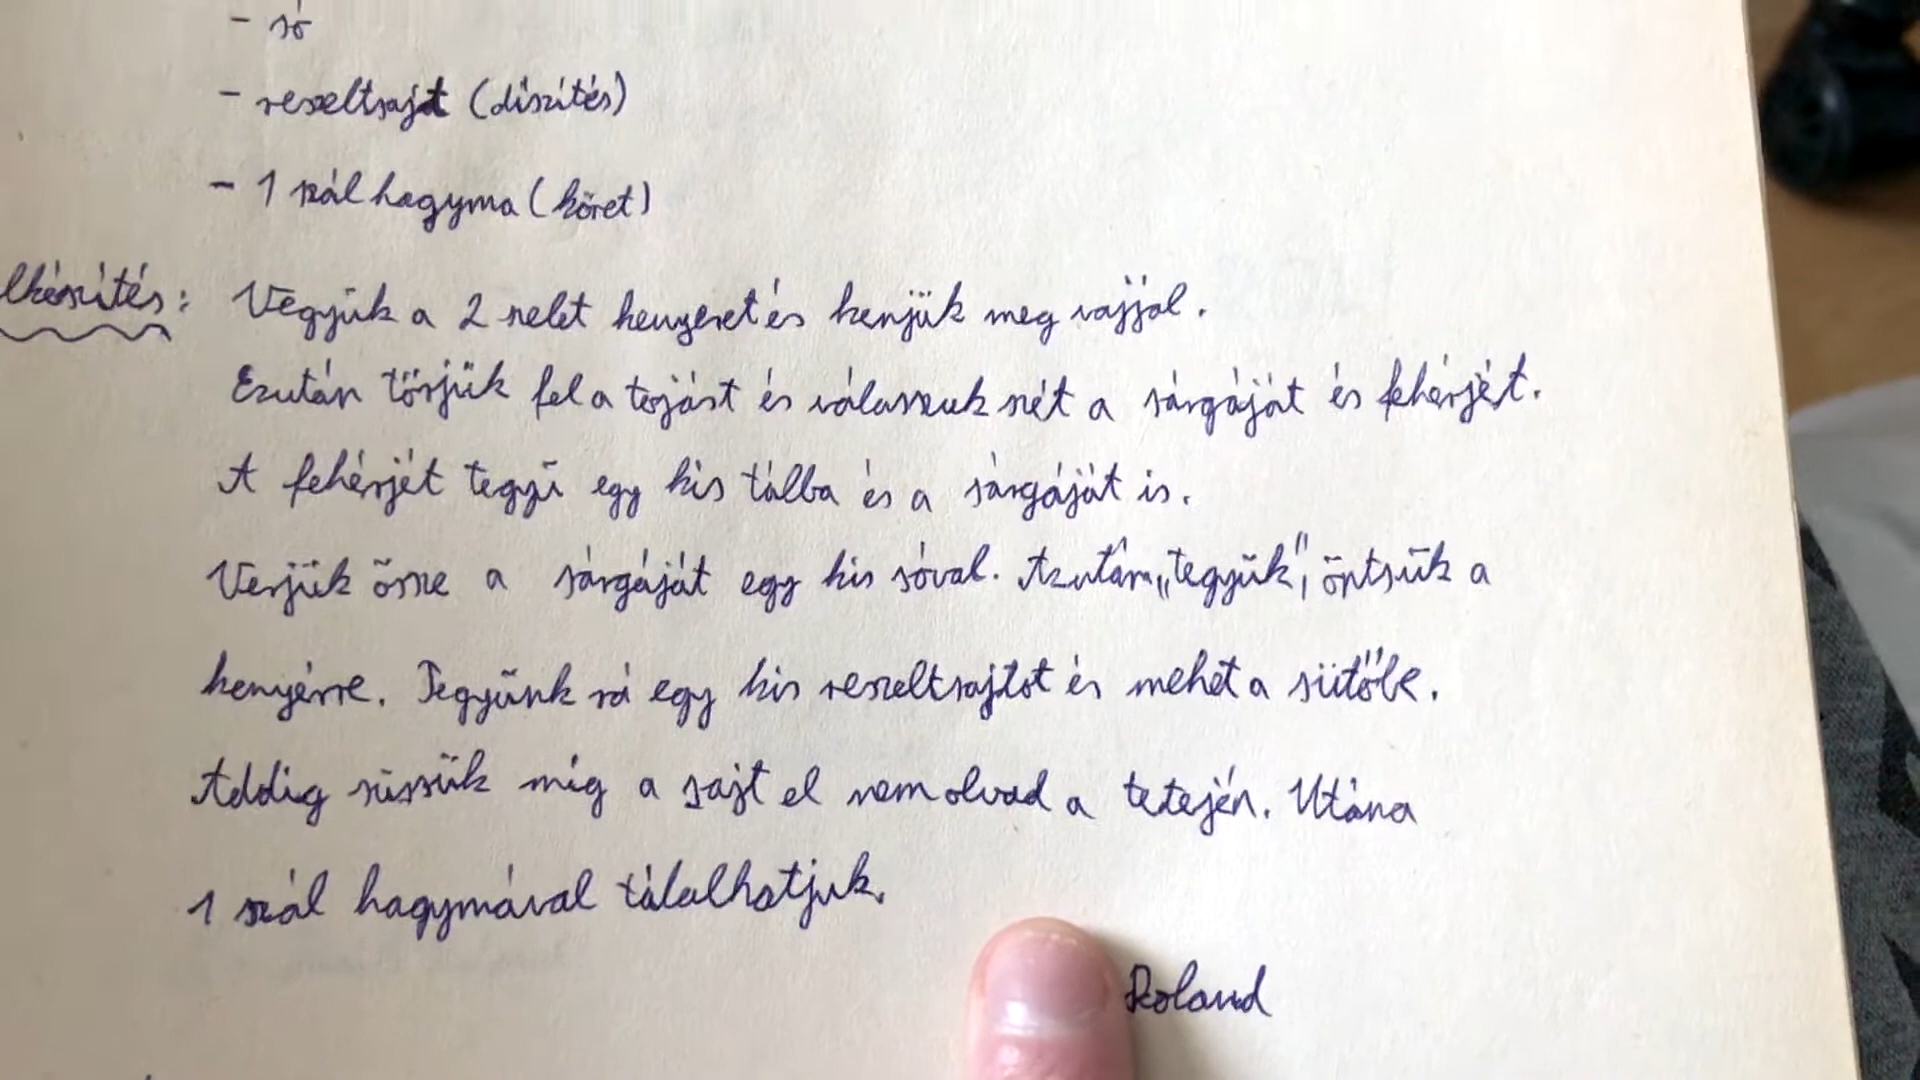 - só
- reszeltsajt (díszítés)
- 1 szál hagyma (köret)
lkészítés: Vegyük a 2 szelet kenyeret és kenjük meg vajjal.
Ezután törjük fel a tojást és válasszuk szét a sárgáját és fehérjét.
A fehérjét tegyü egy kis tálba és a sárgáját is.
Verjük össze a sárgáját egy kis sóval. Azután „tegyük", öntsük a
kenyérre. Tegyünk rá egy kis reszeltsajtot és mehet a sütőbe.
Addig süssük míg a sajt el nem olvad a tetején. Utána
1 szál hagymával tálalhatjuk.
Roland